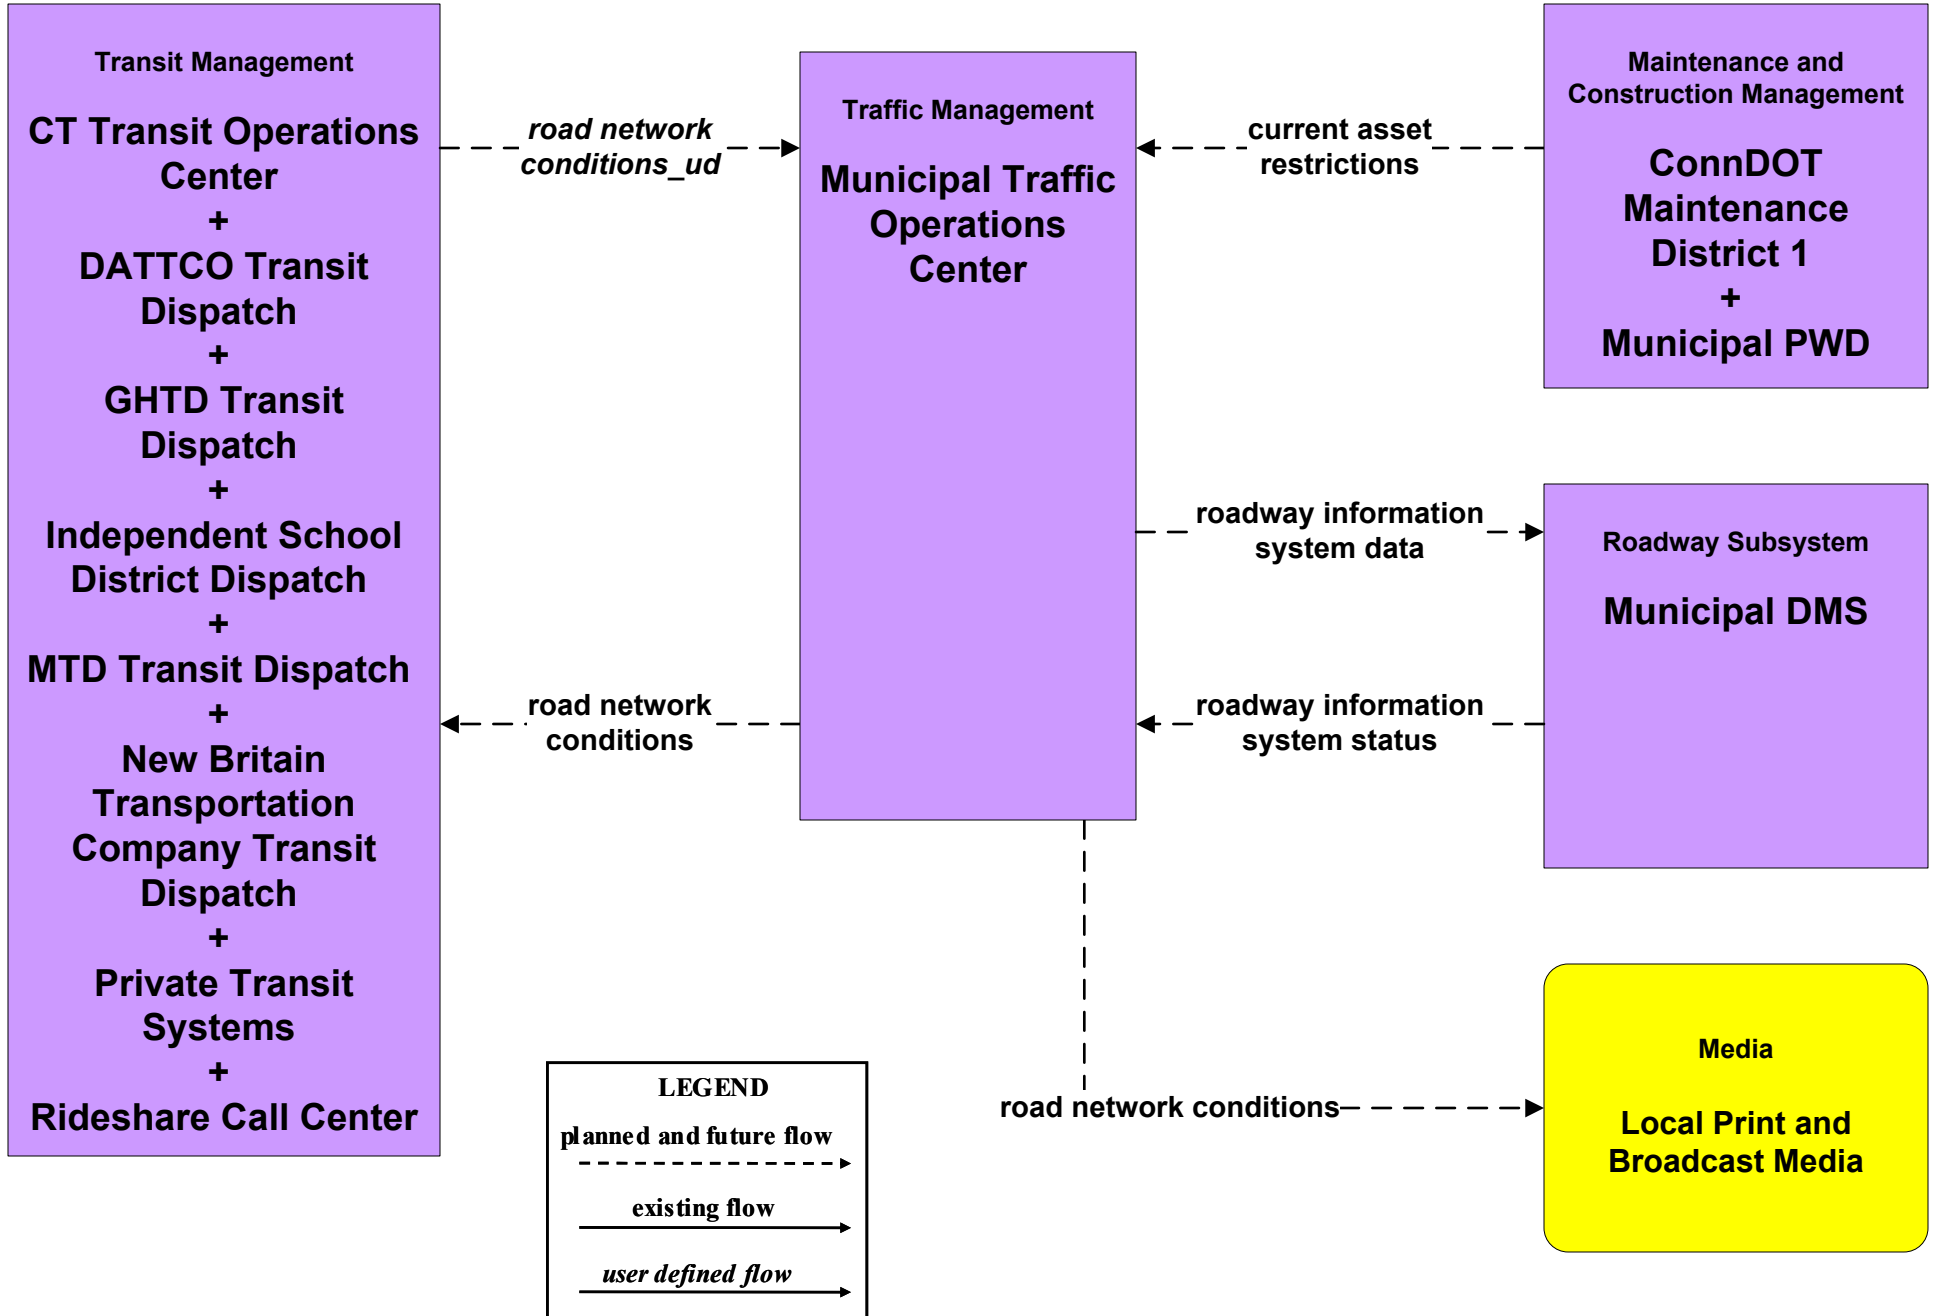 Transit Management
CT Transit Operations
Center
+
DATTCO Transit
Dispatch
+
GHTD Transit
Dispatch
+
Independent School
District Dispatch
+
MTD Transit Dispatch
+
New Britain
Transportation
Company Transit
Dispatch
+
Private Transit
Systems
+
Rideshare Call Center
road network
conditions_ud
road network
conditions
Traffic Management
Municipal Traffic
Operations
Center
current asset
restrictions
roadway information
system data
roadway information
system status
road network conditions
Maintenance and
Construction Management
ConnDOT
Maintenance
District 1
+
Municipal PWD
Roadway Subsystem
Municipal DMS
Media
Local Print and
Broadcast Media
LEGEND
planned and future flow
existing flow
user defined flow